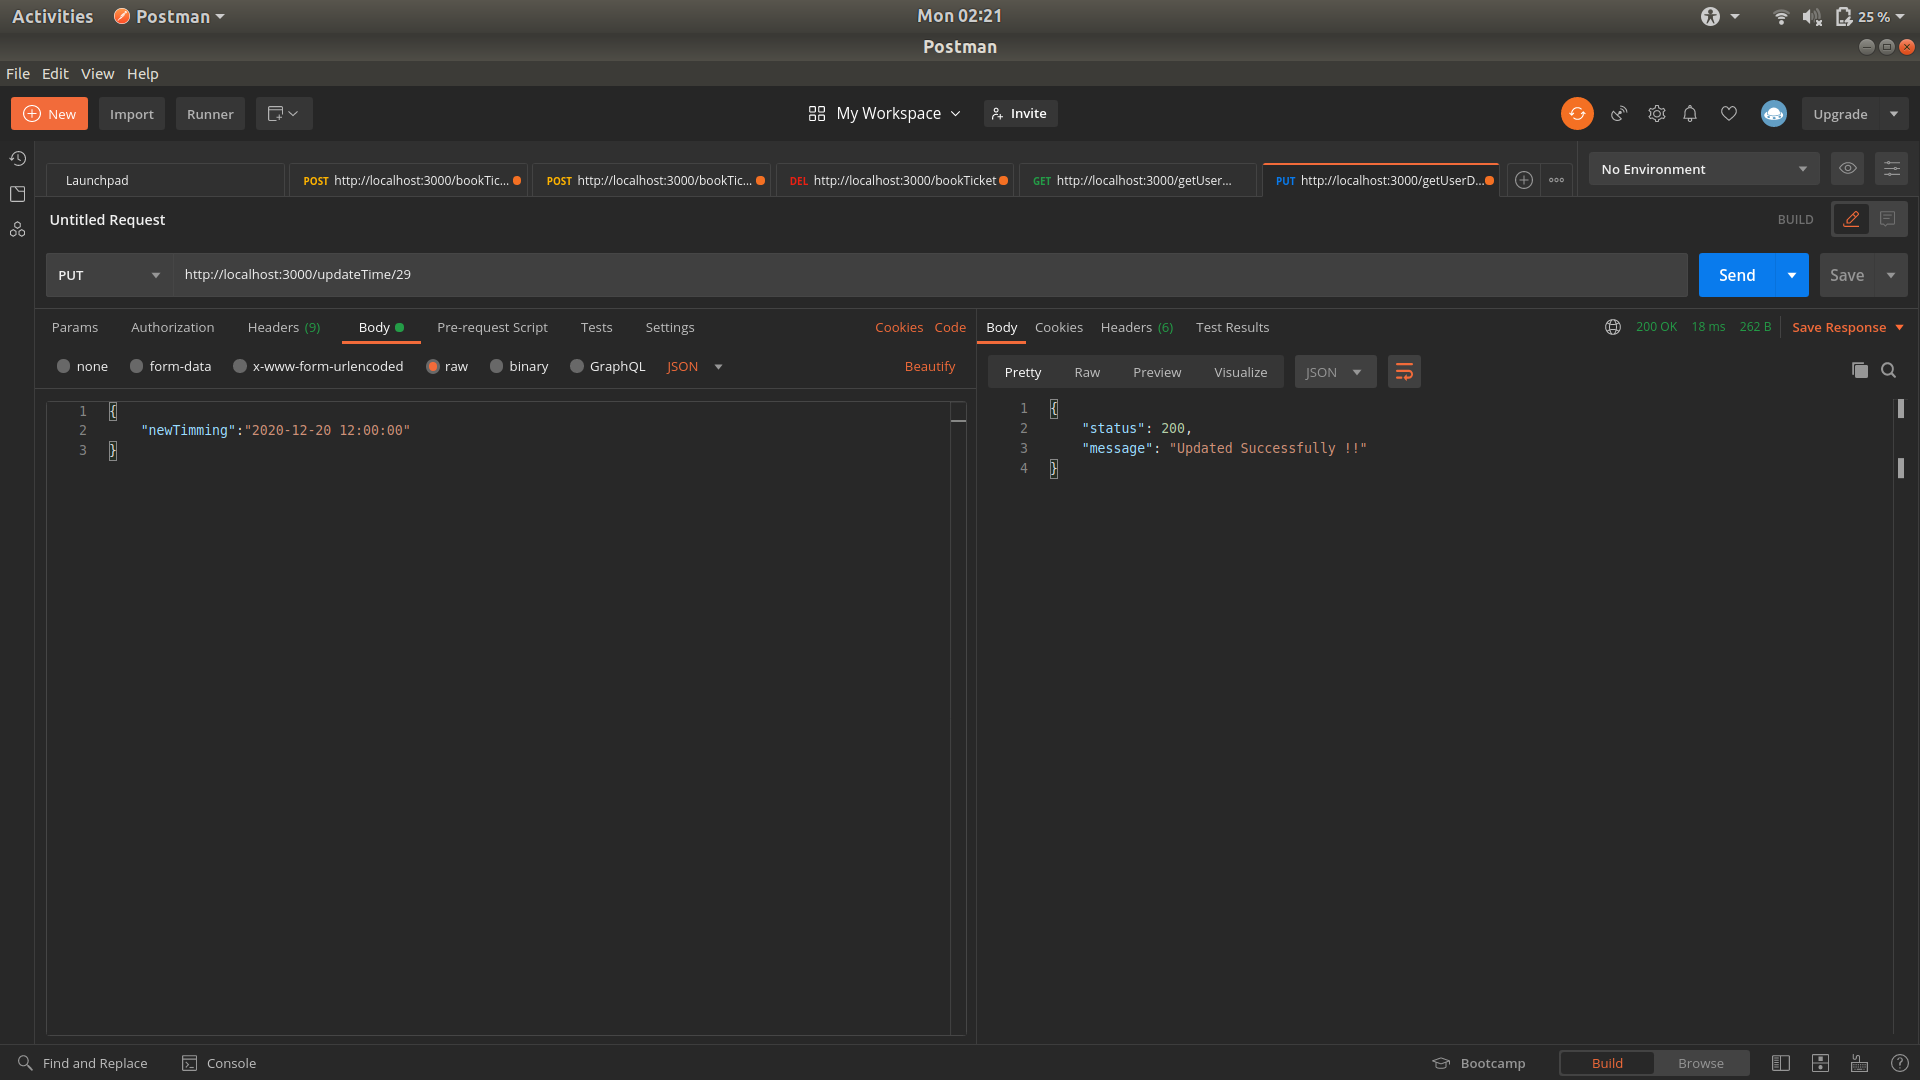 Activities Postman Mon 02:21 25 %
Postman
File Edit View Help
New Import Runner My Workspace Invite Upgrade
Launchpad POST http://localhost:3000/bookTic... POST http://localhost:3000/bookTic... DEL http://localhost:3000/bookTicket GET http://localhost:3000/getUser... PUT http://localhost:3000/getUserD... No Environment
Untitled Request BUILD
PUT http://localhost:3000/updateTime/29 Send Save
Params Authorization Headers (9) Body Pre-request Script Tests Settings Cookies Code
Body Cookies Headers (6) Test Results 200 OK 18 ms 262 B Save Response
none form-data x-www-form-urlencoded raw binary GraphQL JSON Beautify
Pretty Raw Preview Visualize JSON
1 {
2 "newTimming":"2020-12-20 12:00:00"
3 }
1 {
2 "status": 200,
3 "message": "Updated Successfully !!"
4 }
Find and Replace Console Bootcamp Build Browse